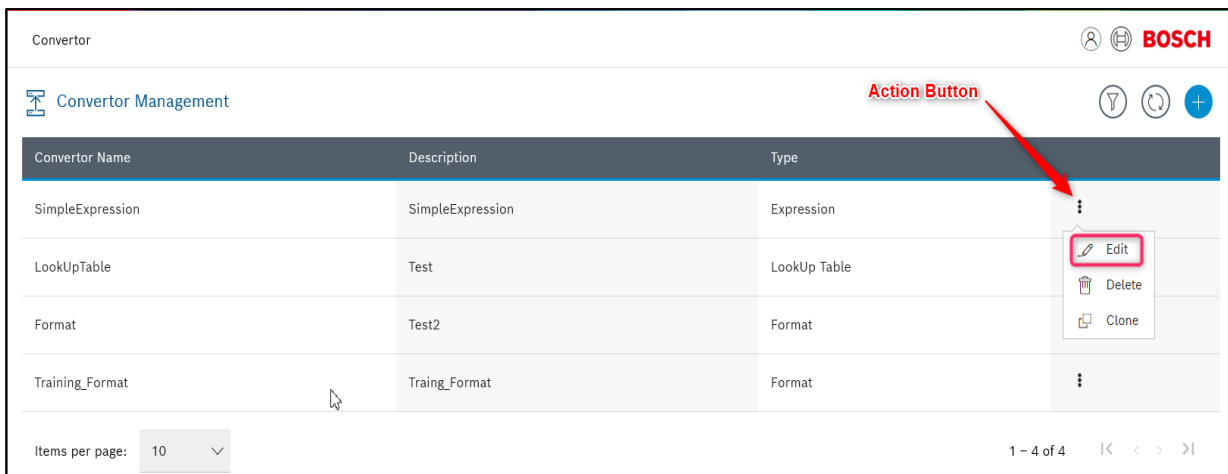 Convertor
BOSCH
Convertor Management
Action Button
Convertor Name Description Type
SimpleExpression SimpleExpression Expression
Edit
LookUpTable Test LookUp Table
Delete
Format Test2 Format
Clone
Training_Format Traing_Format Format
Items per page: 10 1 – 4 of 4